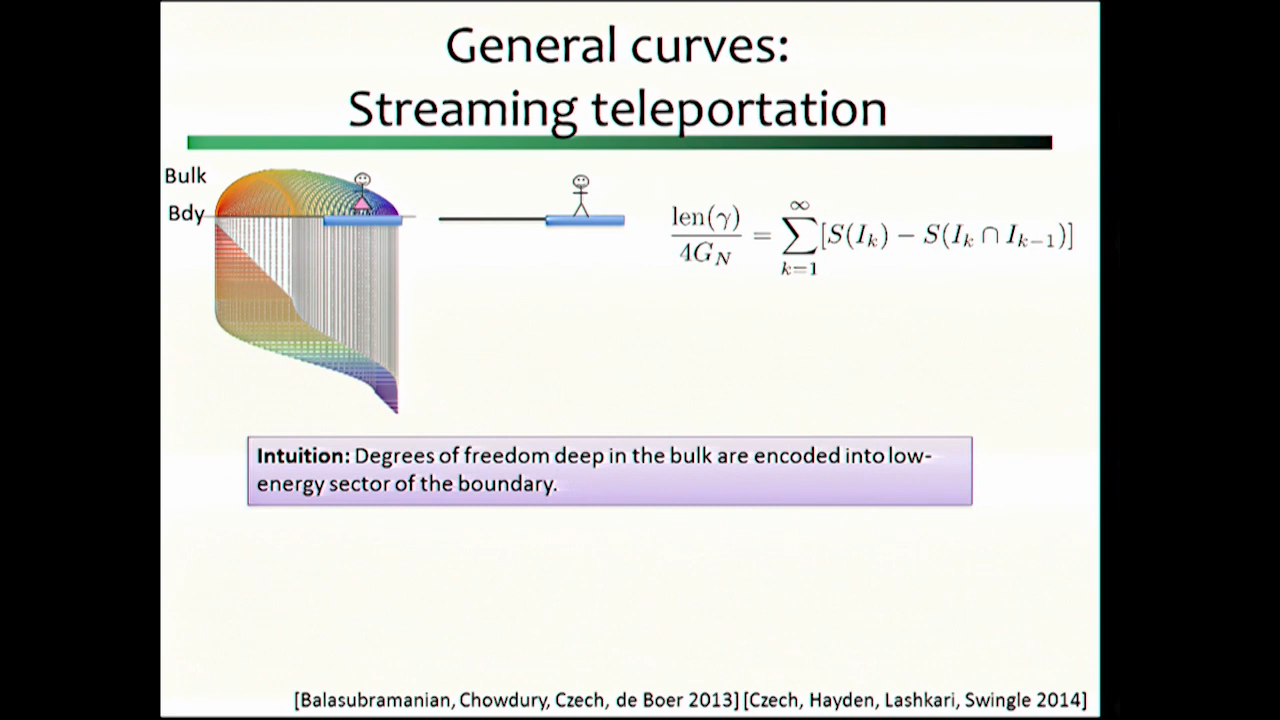 General curves:
Streaming teleportation
Bulk
Bdy
len(γ)/4G_N = ∑_{k=1}^{∞} [S(I_k) − S(I_k ∩ I_{k−1})]
Intuition: Degrees of freedom deep in the bulk are encoded into low-
energy sector of the boundary.
[Balasubramanian, Chowdury, Czech, de Boer 2013] [Czech, Hayden, Lashkari, Swingle 2014]